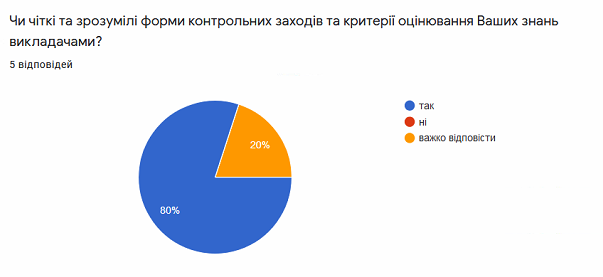 Чи чіткі та зрозумілі форми контрольних заходів та критерії оцінювання Ваших знань
викладачами?
5 відповідей
так
ні
важко відповісти
20%
80%